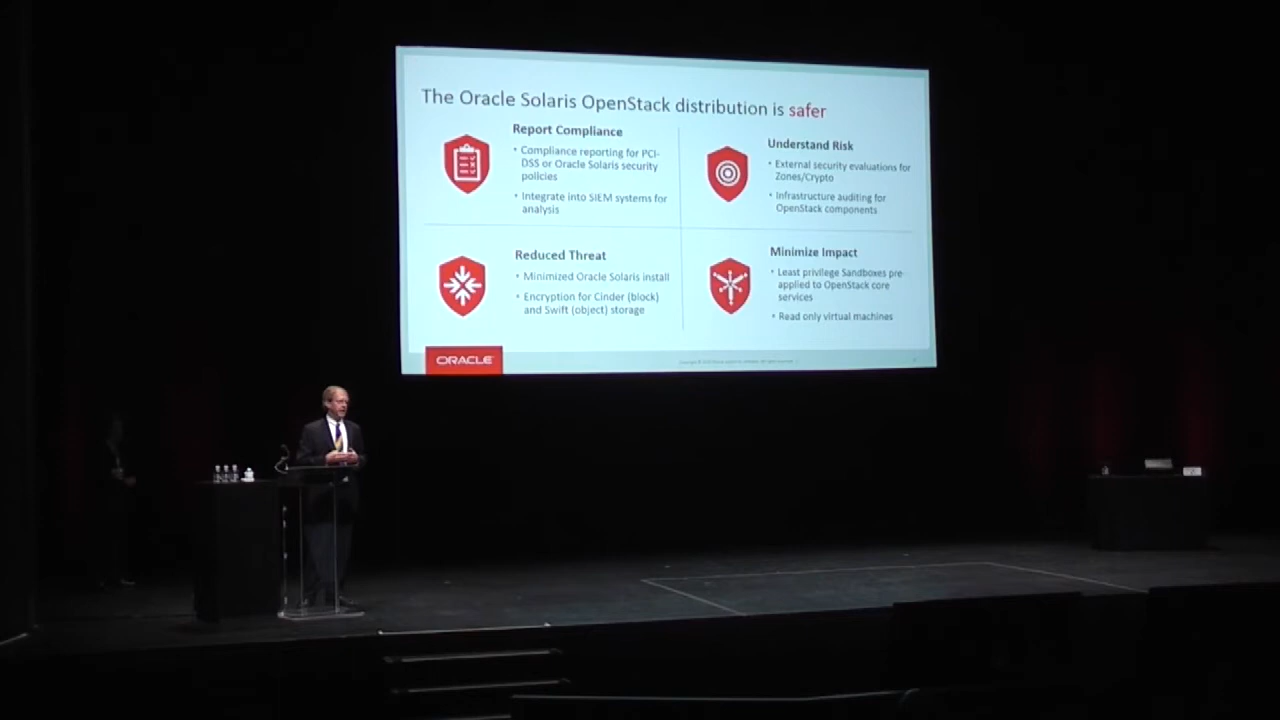 The Oracle Solaris OpenStack distribution is safer
Report Compliance
• Compliance reporting for PCI-
DSS or Oracle Solaris security
policies
• Integrate into SIEM systems for
analysis
Understand Risk
• External security evaluations for
Zones/Crypto
• Infrastructure auditing for
OpenStack components
Reduced Threat
• Minimized Oracle Solaris install
• Encryption for Cinder (block)
and Swift (object) storage
Minimize Impact
• Least privilege Sandboxes pre-
applied to OpenStack core
services
• Read only virtual machines
ORACLE